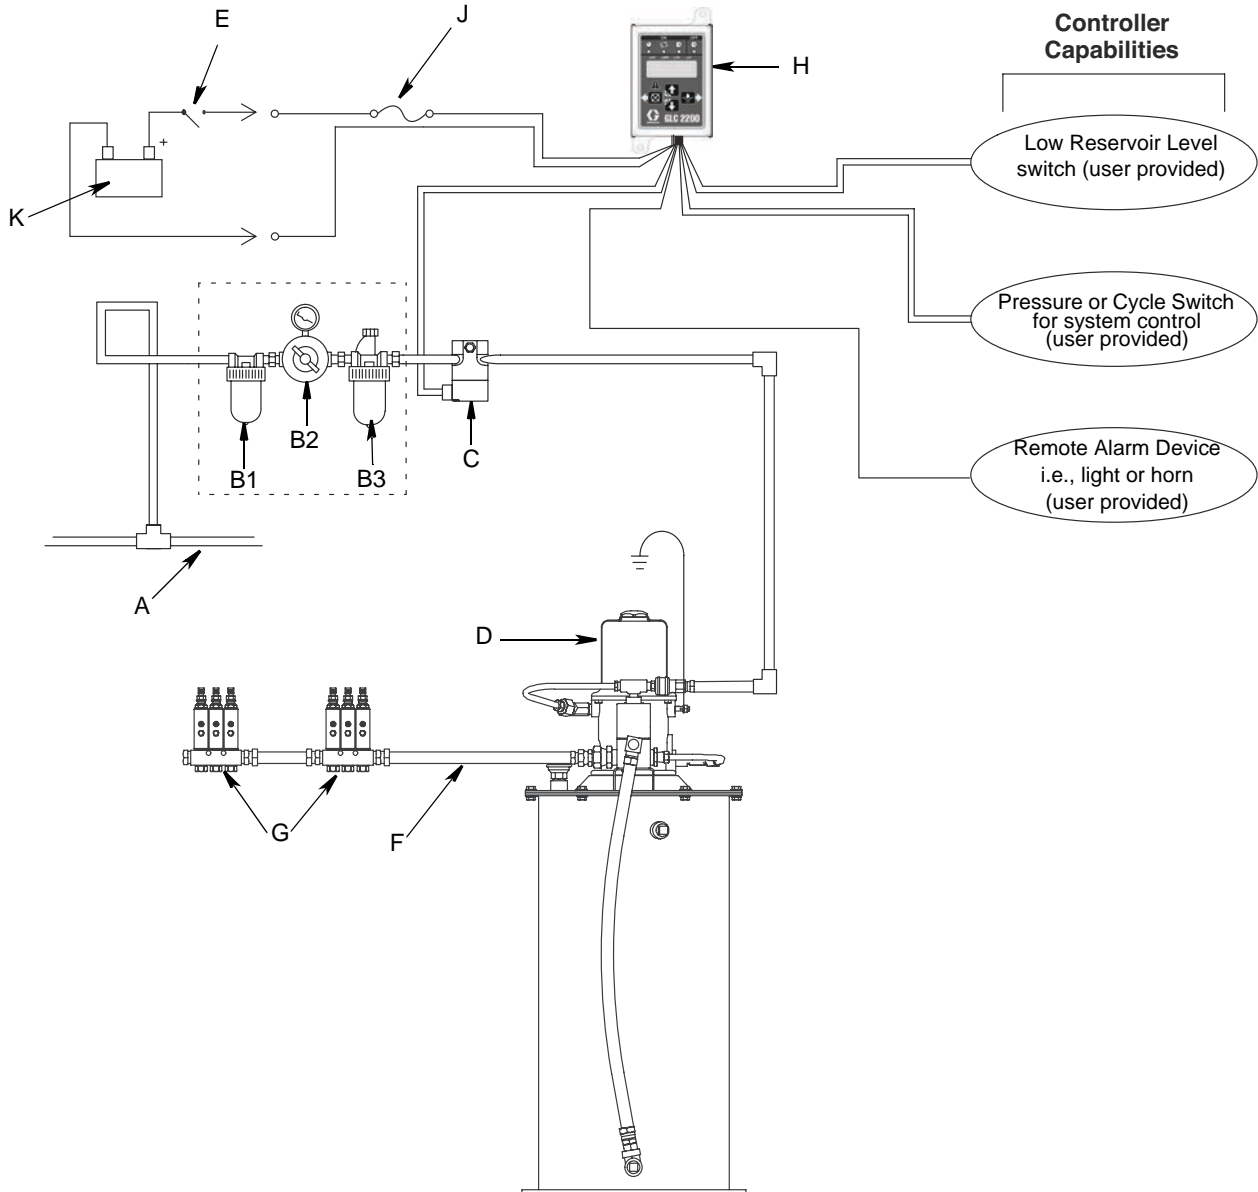 E
J
H
Controller
Capabilities
GLC 2200
+
K
Low Reservoir Level
switch (user provided)
Pressure or Cycle Switch
for system control
(user provided)
B1
B2
B3
C
Remote Alarm Device
i.e., light or horn
(user provided)
A
D
G
F